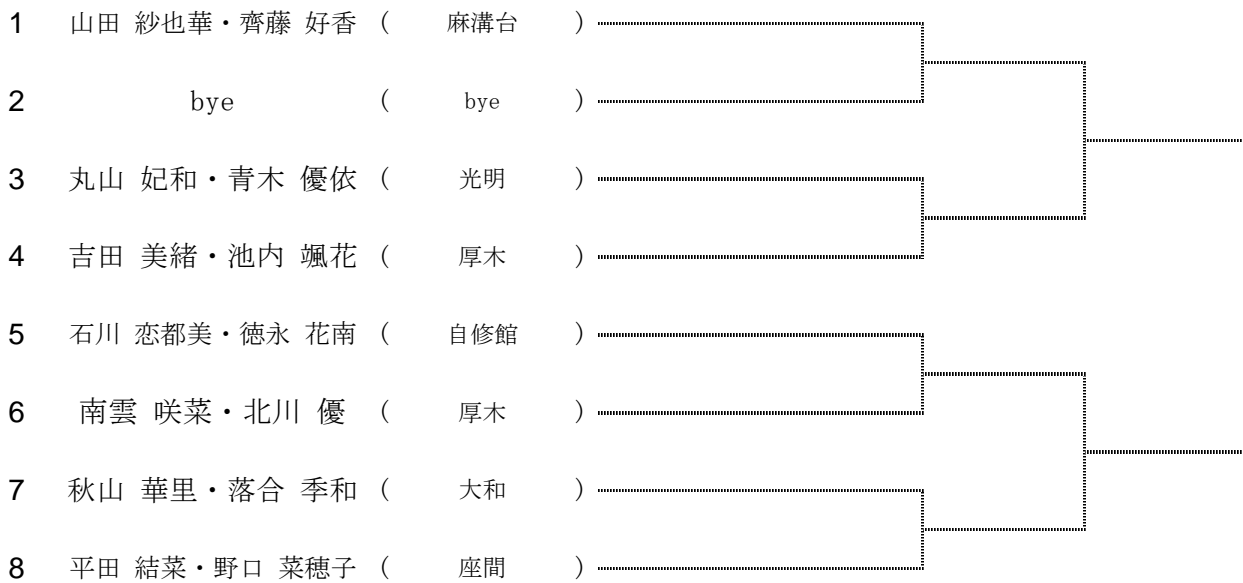 1 山田 紗也華・齊藤 好香 ( 麻溝台 )
2 bye ( bye )
3 丸山 妃和・青木 優依 ( 光明 )
4 吉田 美緒・池内 颯花 ( 厚木 )
5 石川 恋都美・徳永 花南 ( 自修館 )
6 南雲 咲菜・北川 優 ( 厚木 )
7 秋山 華里・落合 季和 ( 大和 )
8 平田 結菜・野口 菜穂子 ( 座間 )